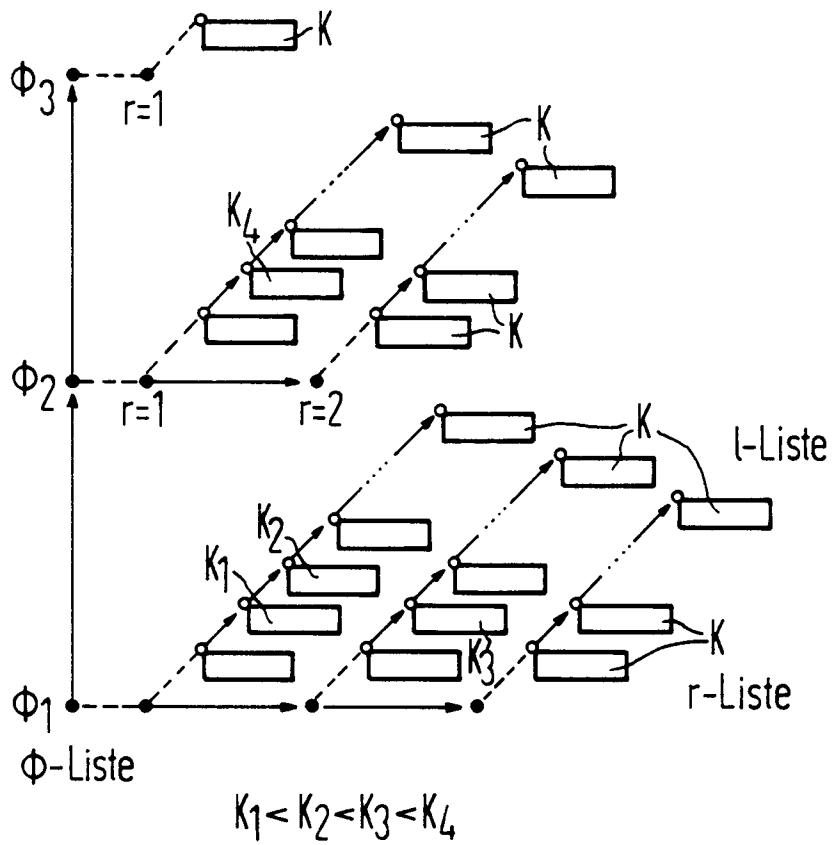 K
Φ3
r=1
K
K4
K
Φ2
r=1
r=2
K
l-Liste
K2
K1
K3
K
r-Liste
Φ1
Φ-Liste
K1 < K2 < K3 < K4